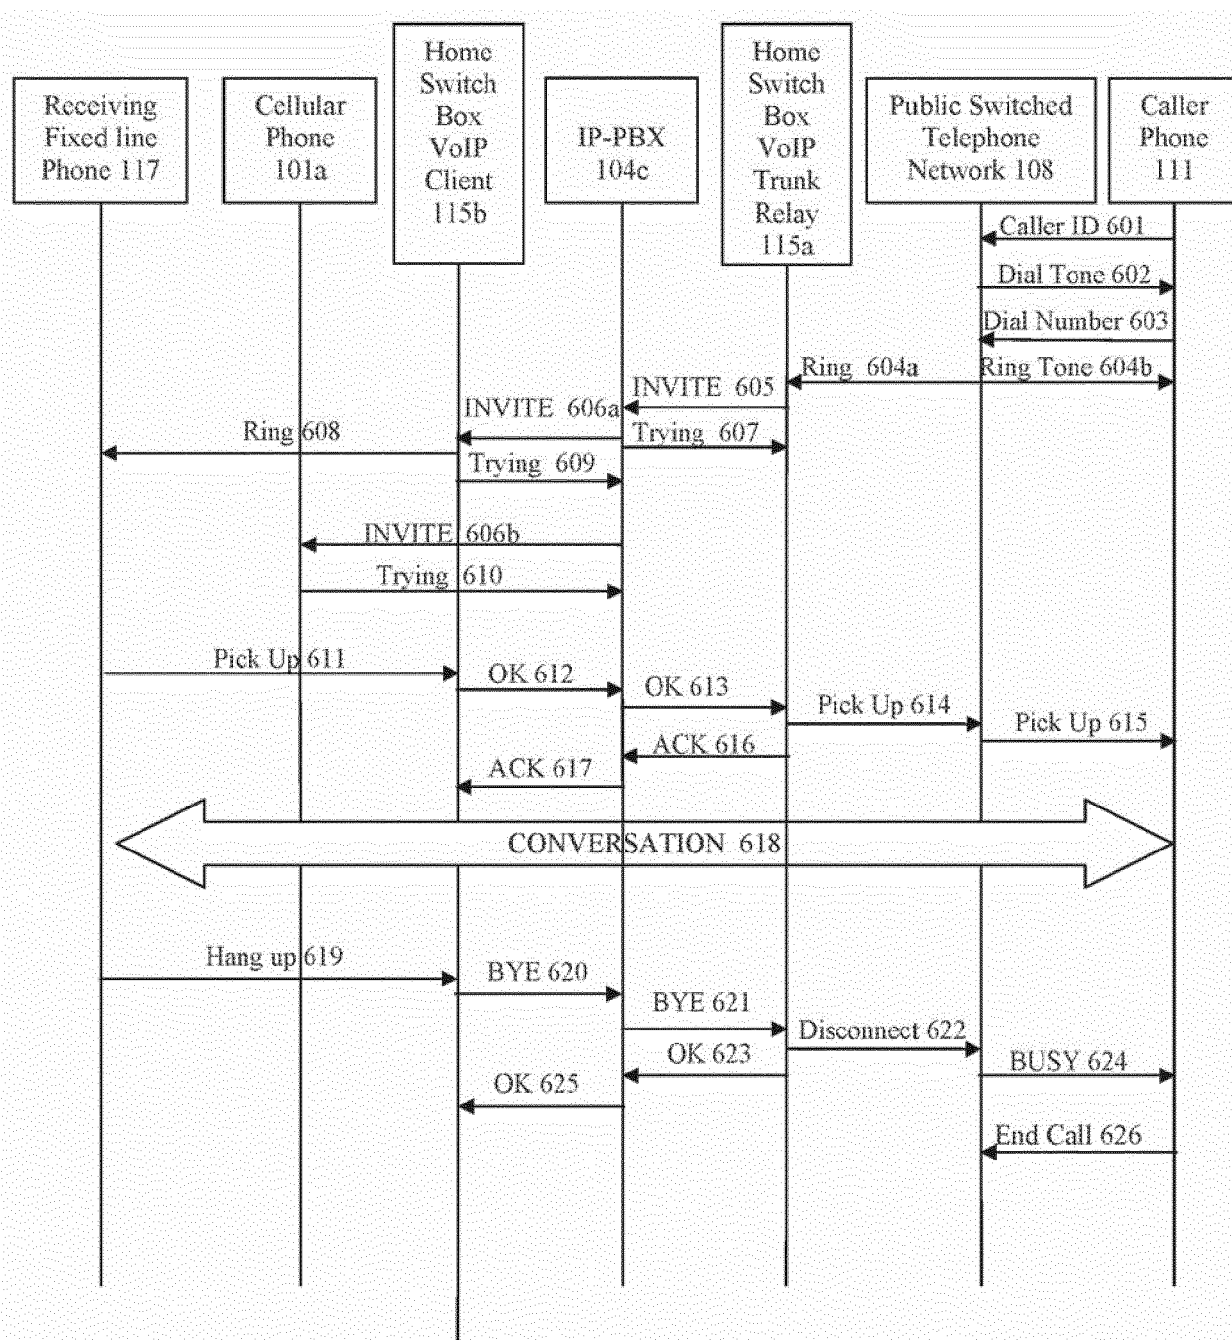 Receiving
Fixed line
Phone 117
Cellular
Phone
101a
Home
Switch
Box
VoIP
Client
115b
IP-PBX
104c
Home
Switch
Box
VoIP
Trunk
Relay
115a
Public Switched
Telephone
Network 108
Caller
Phone
111
Caller ID 601
Dial Tone 602
Dial Number 603
Ring 604a
Ring Tone 604b
INVITE 605
INVITE 606a
Ring 608
Trying 607
Trying 609
INVITE 606b
Trying 610
Pick Up 611
OK 612
OK 613
Pick Up 614
Pick Up 615
ACK 616
ACK 617
CONVERSATION 618
Hang up 619
BYE 620
BYE 621
Disconnect 622
OK 623
BUSY 624
OK 625
End Call 626